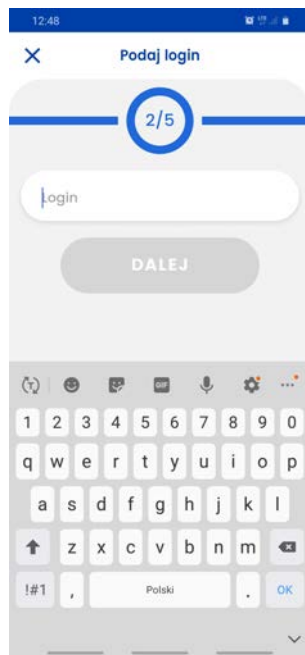 12:48
Podaj login
2/5
Login
DALEJ
GIF
1 2 3 4 5 6 7 8 9 0
q w e r t y u i o p
a s d f g h j k l
z x c v b n m
!#1 , Polski . OK